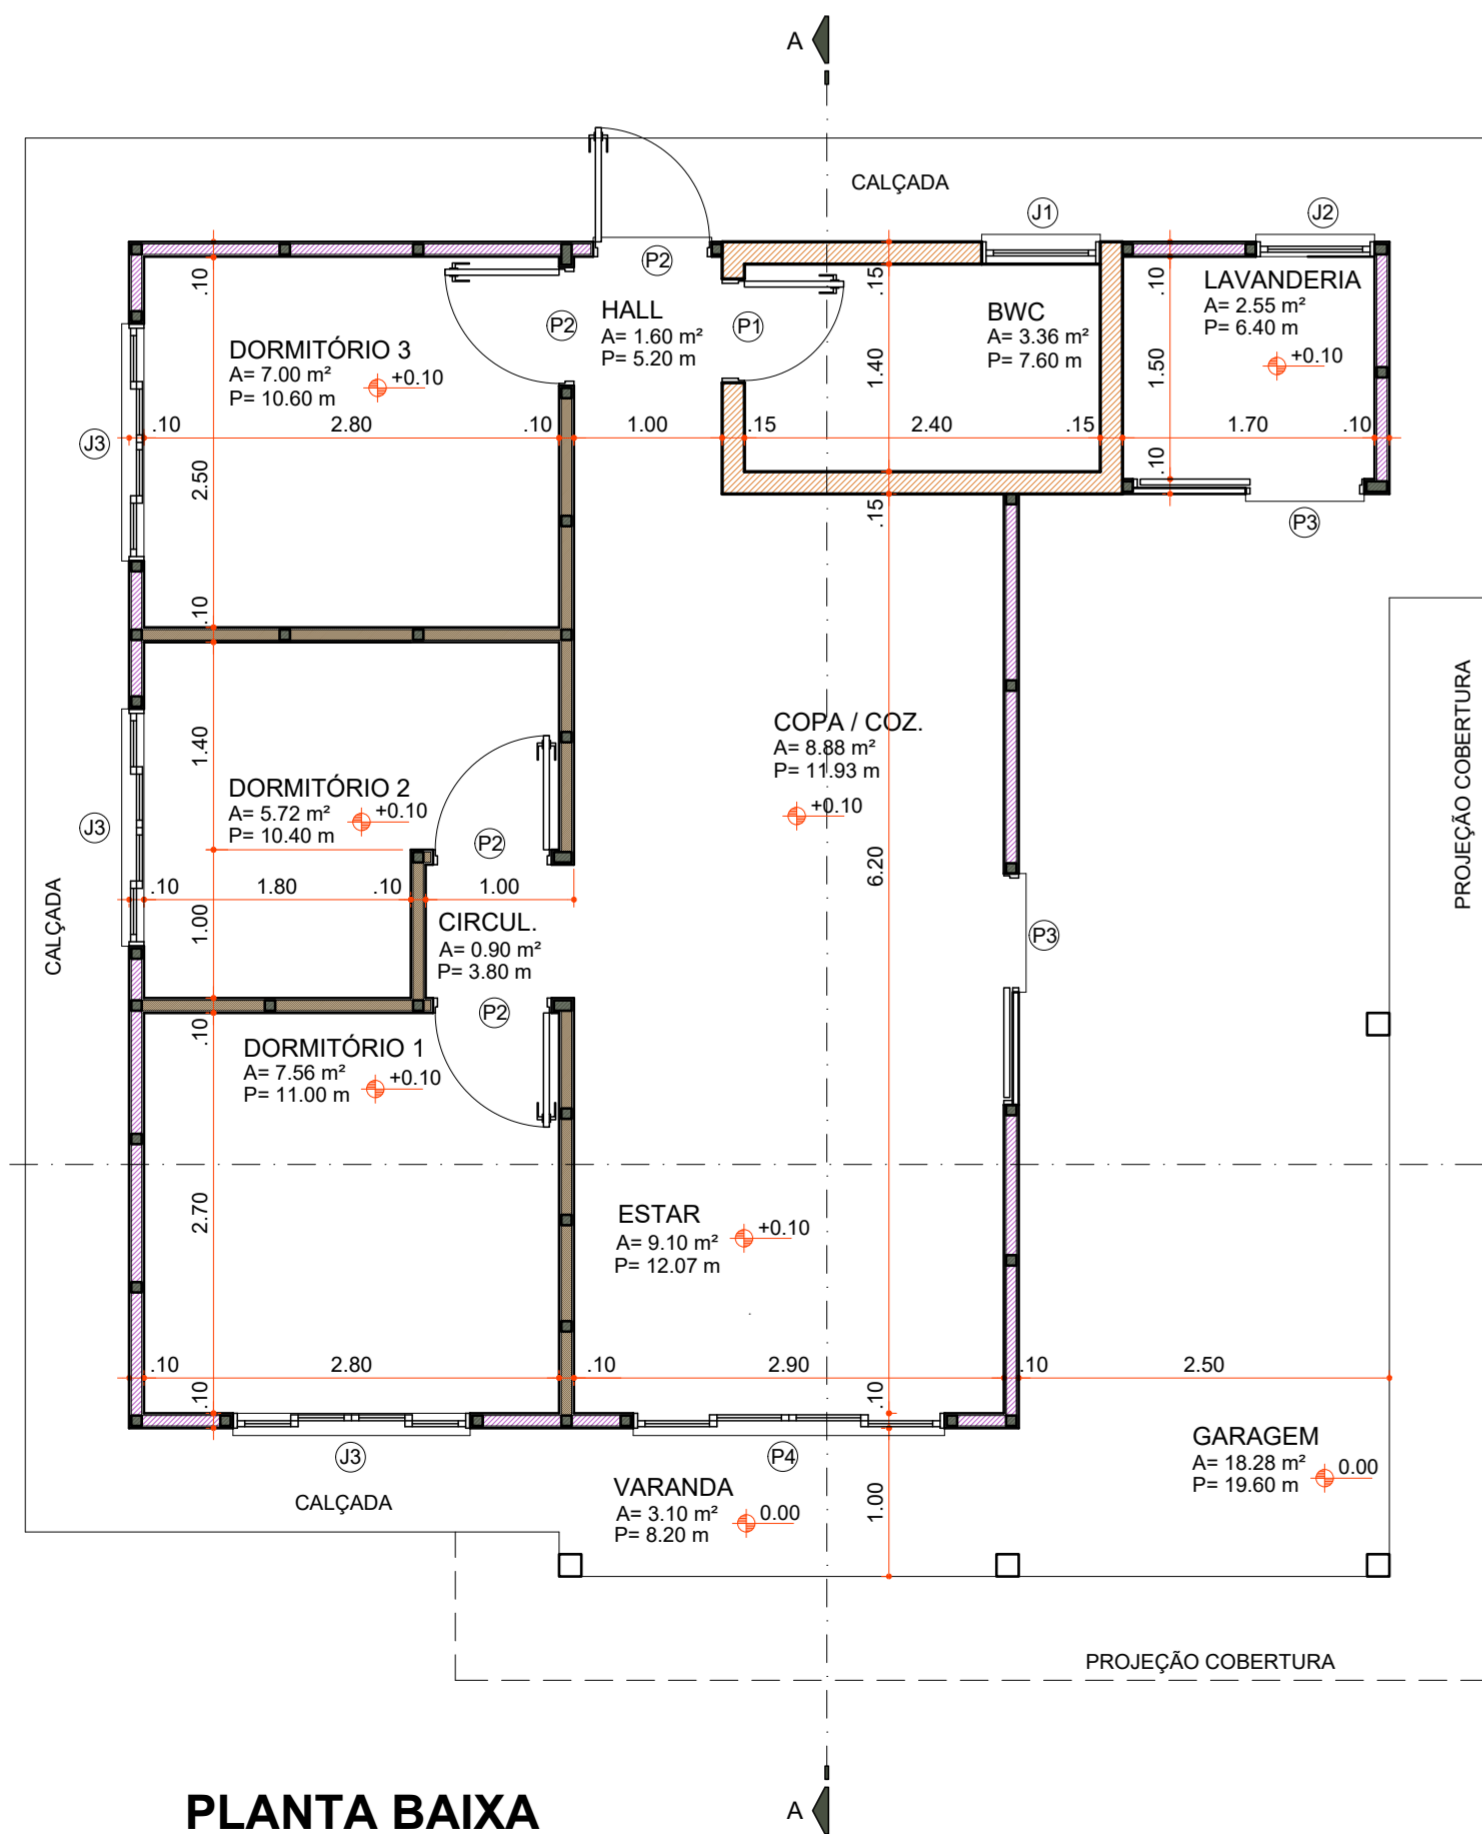 A
CALÇADA
J1
J2
P2
.10
.15
.10
LAVANDERIA
A= 2.55 m²
P= 6.40 m
+0.10
HALL
A= 1.60 m²
P= 5.20 m
P2
P1
BWC
A= 3.36 m²
P= 7.60 m
DORMITÓRIO 3
A= 7.00 m²
P= 10.60 m
+0.10
1.40
1.50
J3
.10
2.80
.10
1.00
.15
2.40
.15
1.70
.10
2.50
.10
.15
P3
.10
PROJEÇÃO COBERTURA
COPA / COZ.
A= 8.88 m²
P= 11.93 m
+0.10
1.40
DORMITÓRIO 2
A= 5.72 m²
P= 10.40 m
+0.10
J3
P2
6.20
.10
1.80
.10
1.00
CALÇADA
1.00
CIRCUL.
A= 0.90 m²
P= 3.80 m
P3
P2
.10
DORMITÓRIO 1
A= 7.56 m²
P= 11.00 m
+0.10
2.70
ESTAR
A= 9.10 m²
P= 12.07 m
+0.10
.10
2.80
.10
2.90
.10
2.50
.10
.10
J3
P4
CALÇADA
VARANDA
A= 3.10 m²
P= 8.20 m
0.00
1.00
GARAGEM
A= 18.28 m²
P= 19.60 m
0.00
PROJEÇÃO COBERTURA
PLANTA BAIXA
A